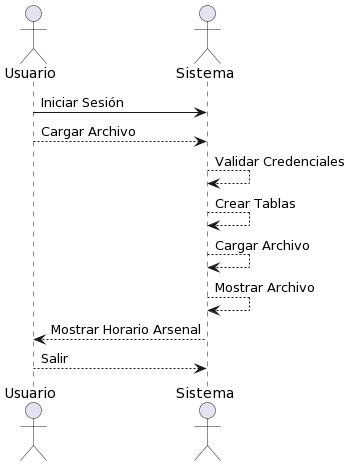 Usuario
Sistema
Iniciar Sesión
Cargar Archivo
Validar Credenciales
Crear Tablas
Cargar Archivo
Mostrar Archivo
Mostrar Horario Arsenal
Salir
Usuario
Sistema